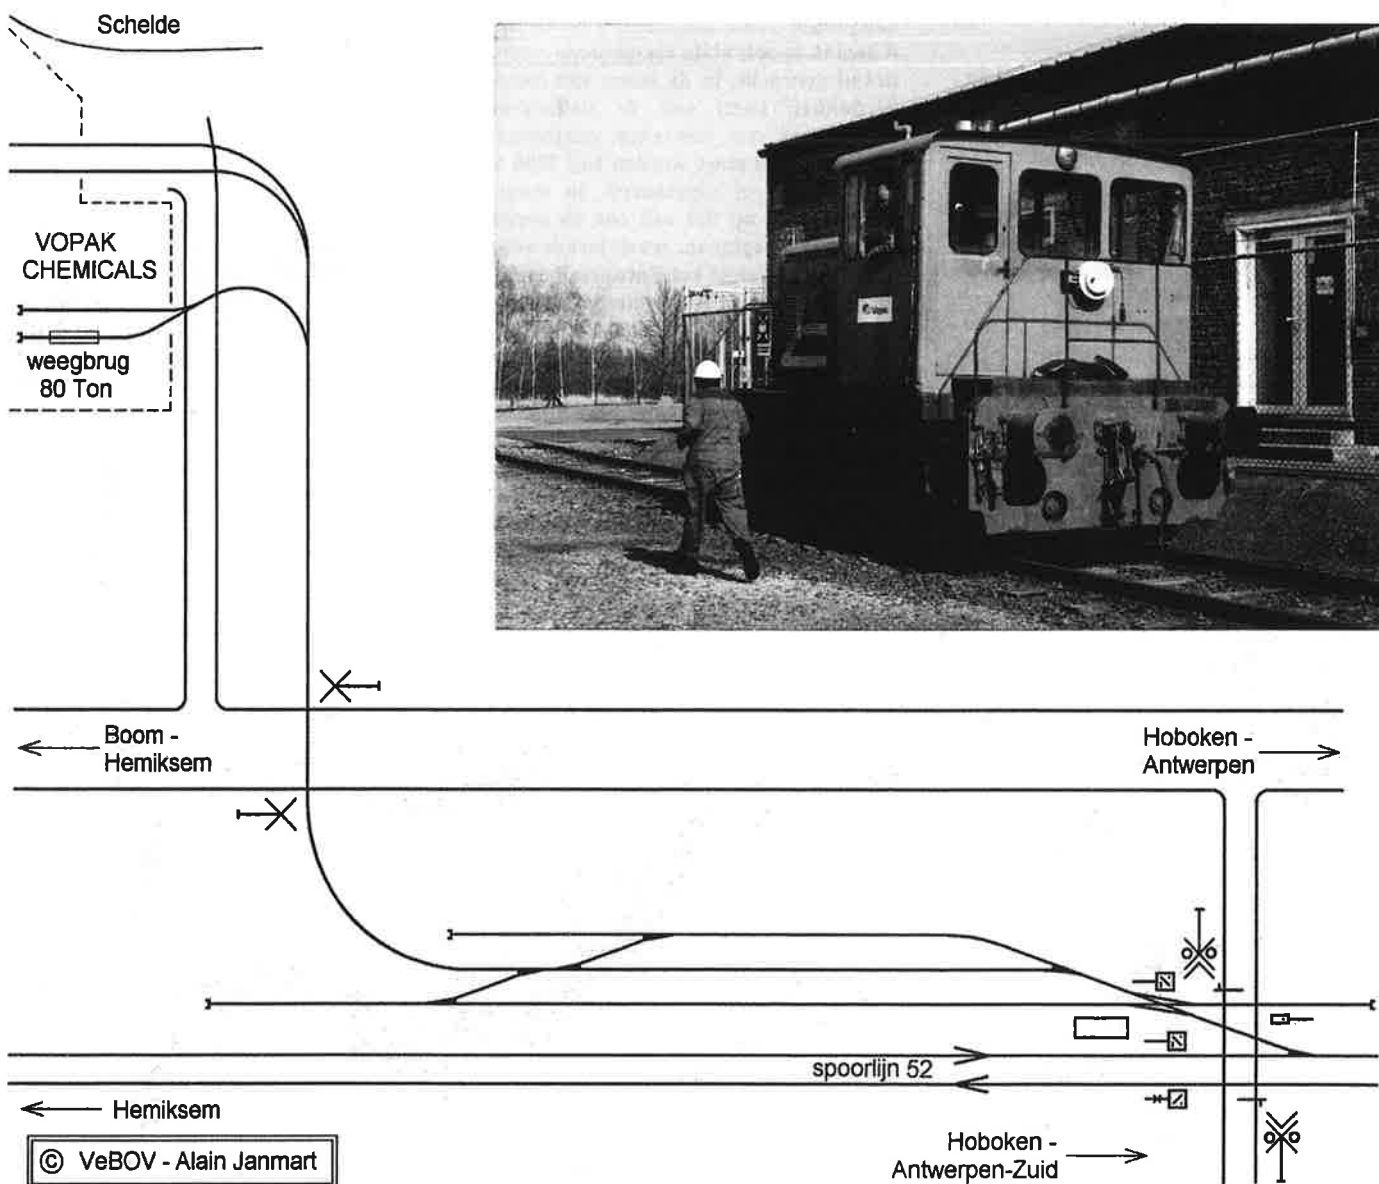 Schelde
VOPAK
CHEMICALS
weegbrug
80 Ton
Boom -
Hemiksem
Hoboken -
Antwerpen
spoorlijn 52
Hemiksem
© VeBOV - Alain Janmart
Hoboken -
Antwerpen-Zuid